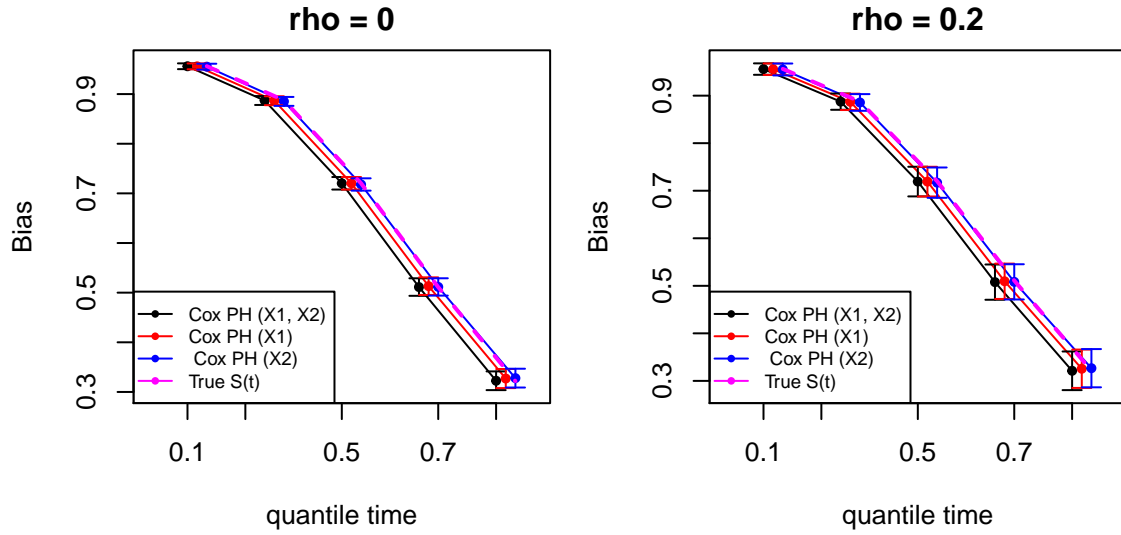 rho = 0
Bias
0.9
0.7
0.5
0.3
Cox PH (X1, X2)
Cox PH (X1)
Cox PH (X2)
True S(t)
0.1
0.5
0.7
quantile time
rho = 0.2
Bias
0.9
0.7
0.5
0.3
Cox PH (X1, X2)
Cox PH (X1)
Cox PH (X2)
True S(t)
0.1
0.5
0.7
quantile time